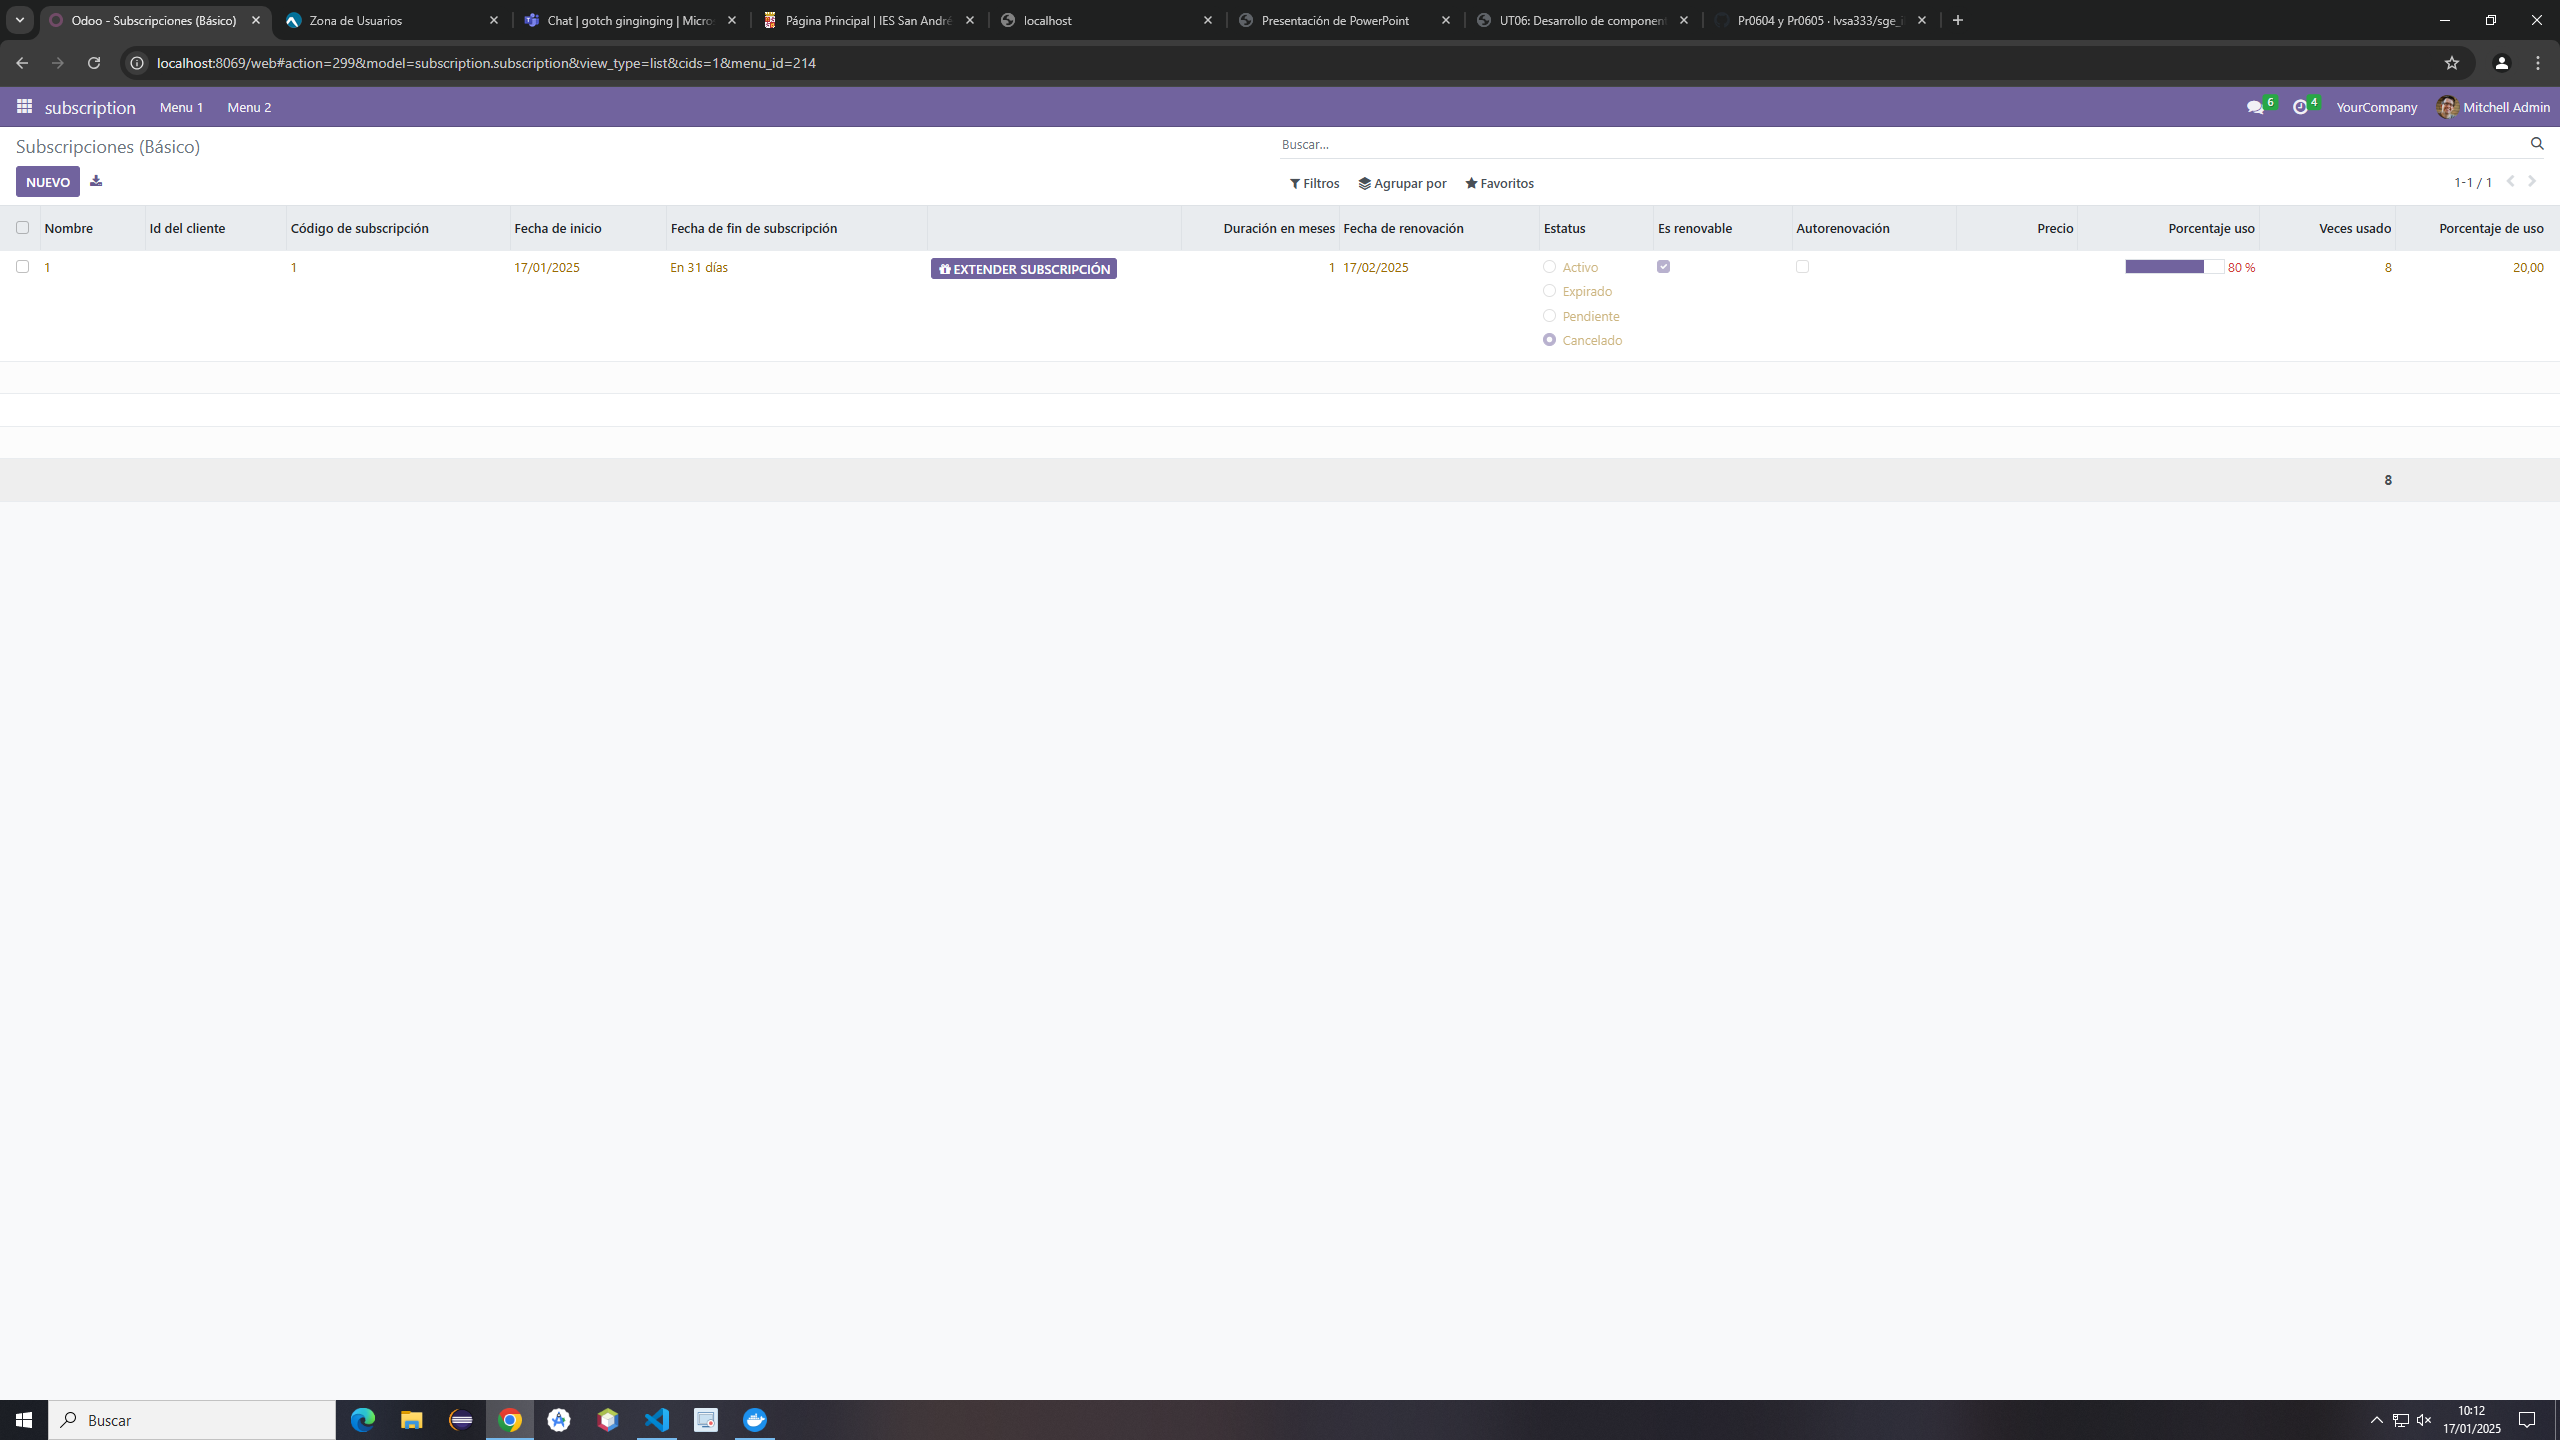 Odoo - Subscripciones (Básico)
Zona de Usuarios
Chat | gotch ginginging | Micro
Página Principal | IES San André
localhost
Presentación de PowerPoint
UT06: Desarrollo de component
Pr0604 y Pr0605 · lvsa333/sge_i
localhost:8069/web#action=299&model=subscription.subscription&view_type=list&cids=1&menu_id=214
subscription Menu 1 Menu 2
6 4 YourCompany Mitchell Admin
Subscripciones (Básico)
Buscar...
NUEVO
Filtros Agrupar por Favoritos
1-1 / 1
Nombre Id del cliente Código de subscripción Fecha de inicio Fecha de fin de subscripción Duración en meses Fecha de renovación Estatus Es renovable Autorenovación Precio Porcentaje uso Veces usado Porcentaje de uso
1 1 17/01/2025 En 31 días EXTENDER SUBSCRIPCIÓN 1 17/02/2025 Activo 80 % 8 20,00
Expirado
Pendiente
Cancelado
8
Buscar
10:12
17/01/2025